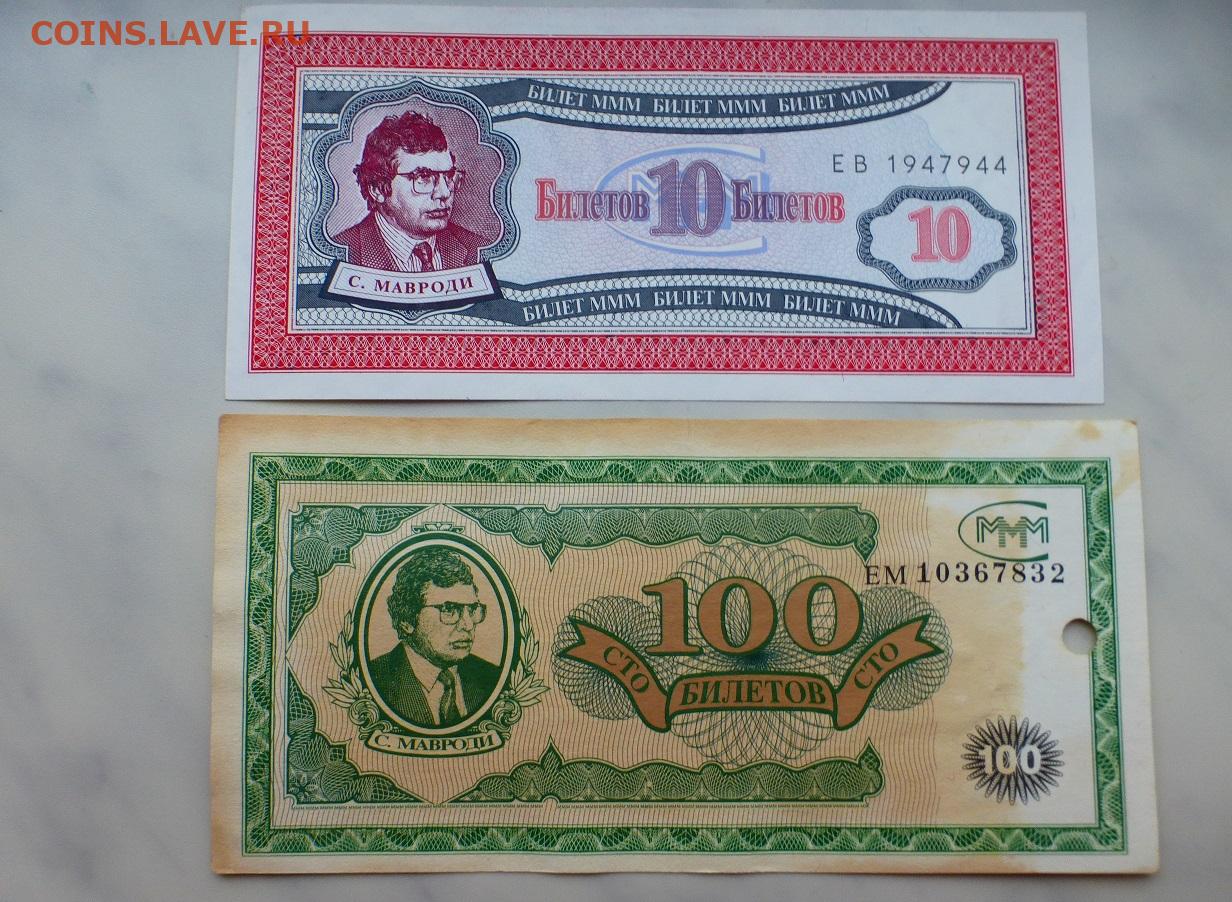 COINS.LAVE.RU
БИЛЕТ МММ БИЛЕТ МММ БИЛЕТ МММ
ЕВ 1947944
Билетов 10 Билетов
МММ
10
С. МАВРОДИ
БИЛЕТ МММ БИЛЕТ МММ БИЛЕТ МММ
МММ
ЕМ 10367832
100
СТО БИЛЕТОВ СТО
С. МАВРОДИ
100